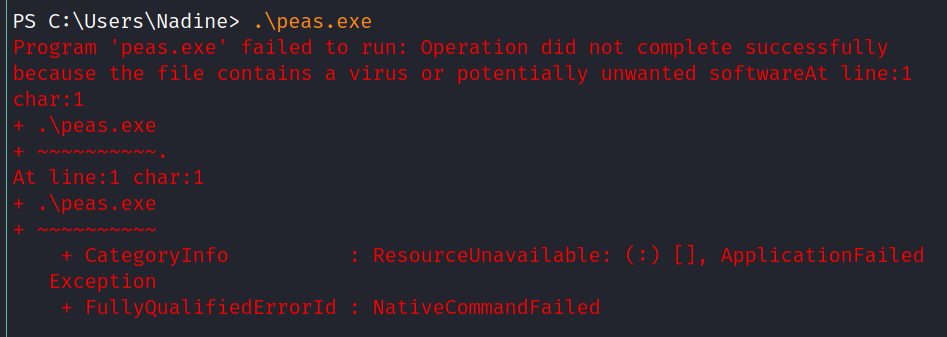 PS C:\Users\Nadine> .\peas.exe
Program 'peas.exe' failed to run: Operation did not complete successfully
because the file contains a virus or potentially unwanted softwareAt line:1
char:1
+ .\peas.exe
+ ~~~~~~~~~~.
At line:1 char:1
+ .\peas.exe
+ ~~~~~~~~~~
    + CategoryInfo          : ResourceUnavailable: (:) [], ApplicationFailed
   Exception
    + FullyQualifiedErrorId : NativeCommandFailed